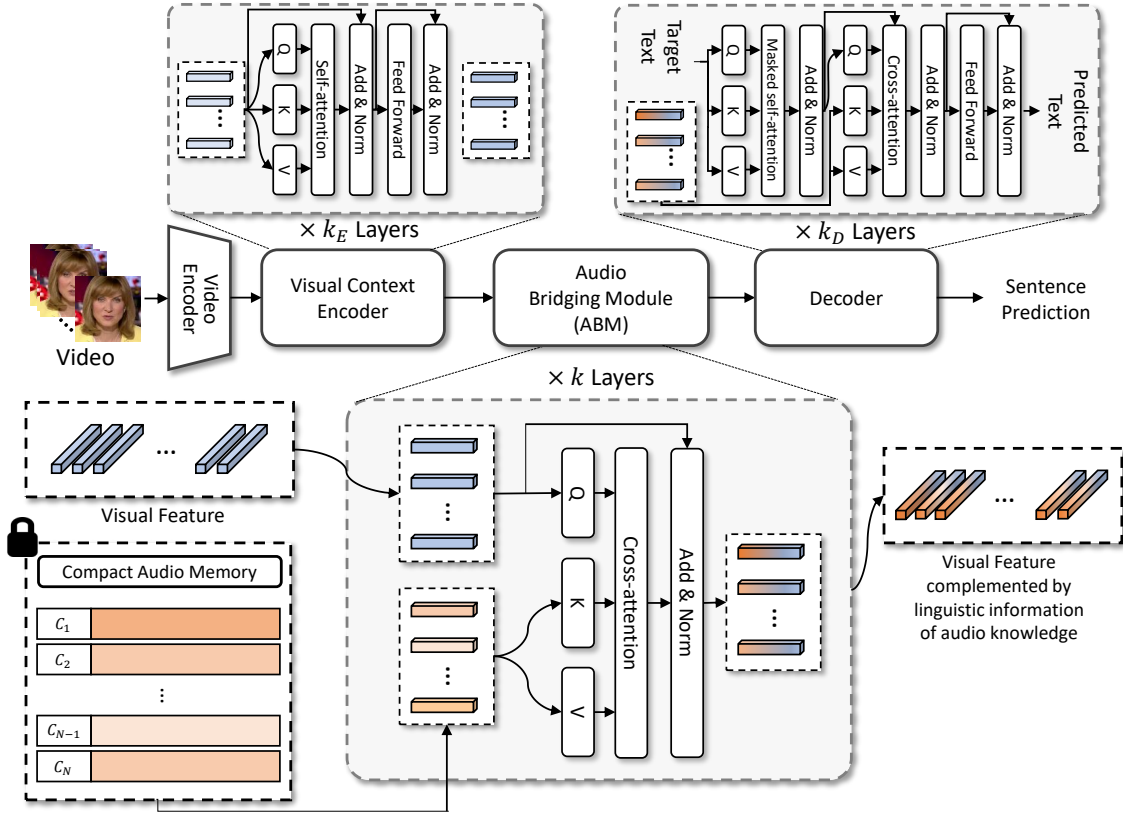 Q
K
V
Self-attention
Add & Norm
Feed Forward
Add & Norm
Target
Text
Q
K
V
Masked self-attention
Add & Norm
Q
K
V
Cross-attention
Add & Norm
Feed Forward
Add & Norm
Predicted
Text
× k_E Layers
× k_D Layers
Video
Video
Encoder
Visual Context
Encoder
Audio
Bridging Module
(ABM)
Decoder
Sentence
Prediction
× k Layers
Visual Feature
Compact Audio Memory
C_1
C_2
⋮
C_{N−1}
C_N
Q
K
V
Cross-attention
Add & Norm
Visual Feature
complemented by
linguistic information
of audio knowledge